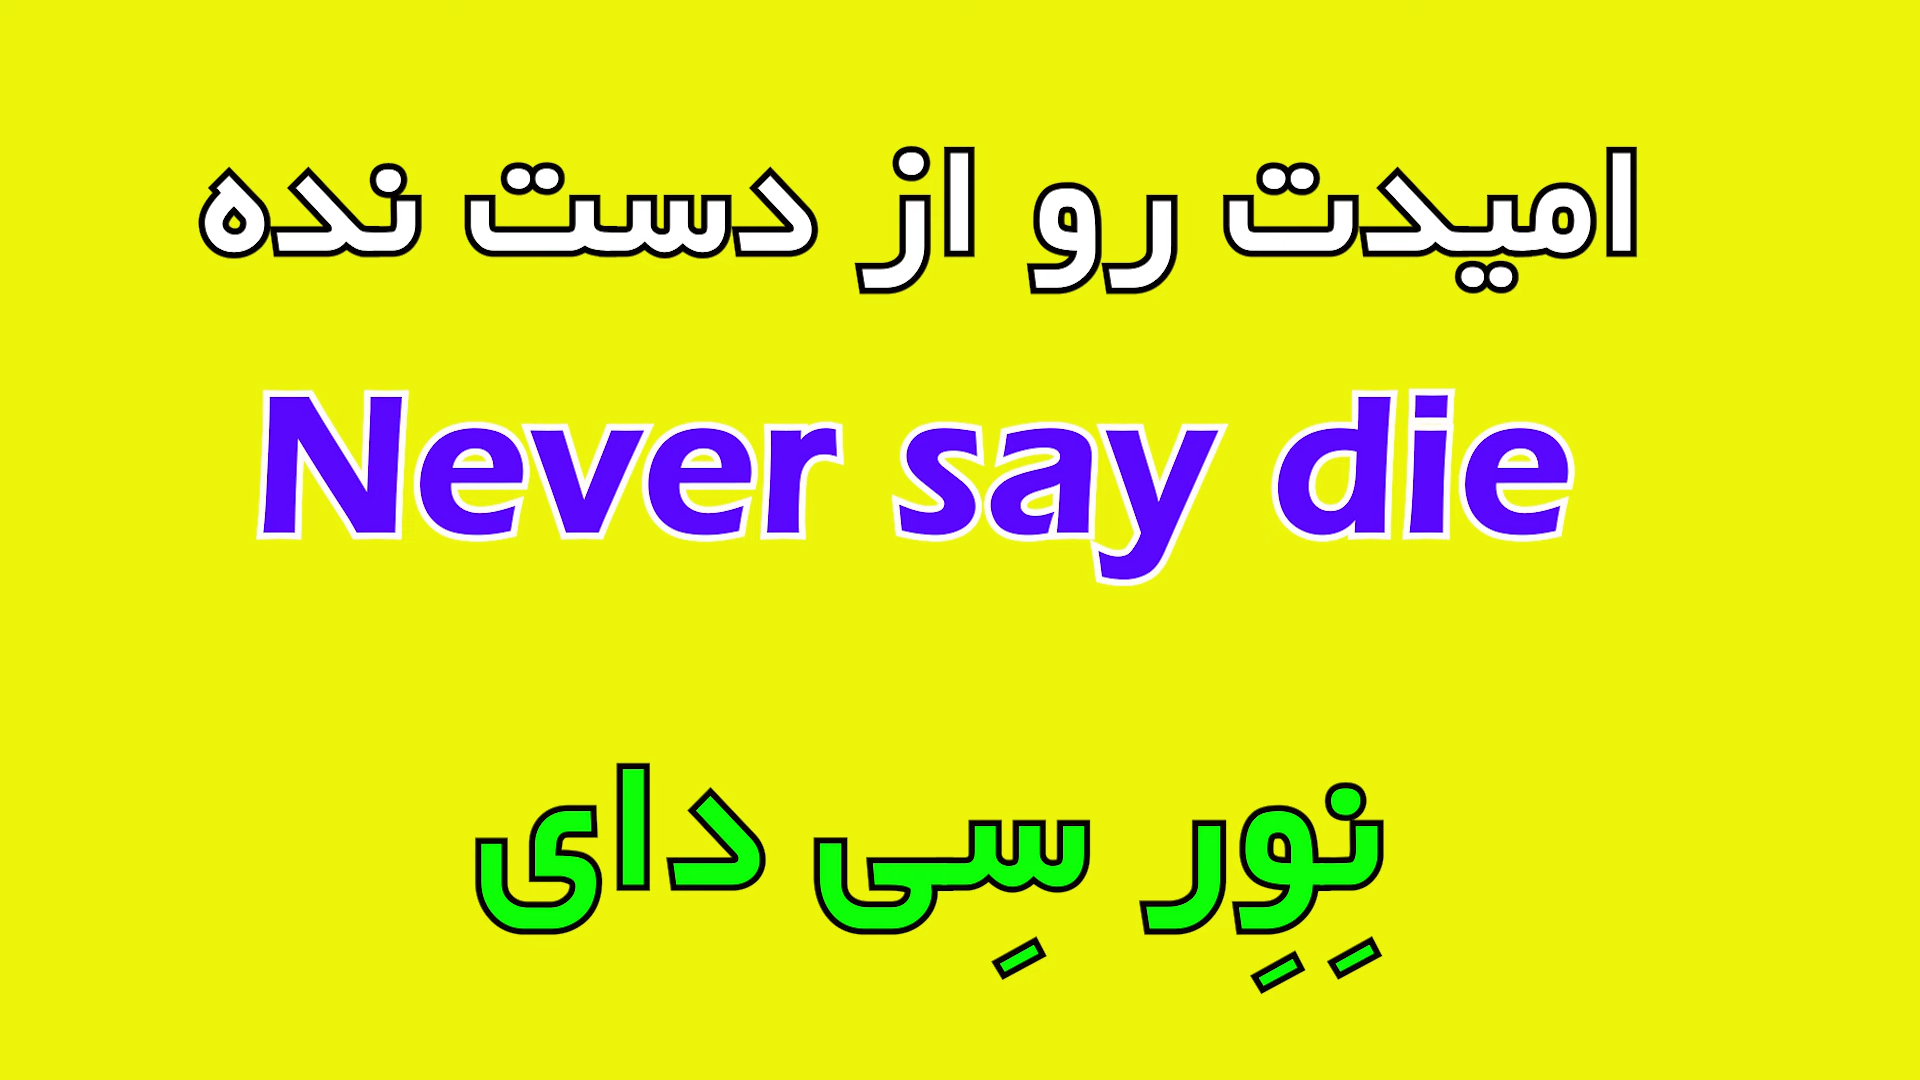 امیدت رو از دست نده
Never say die
نِوِر سِی دای